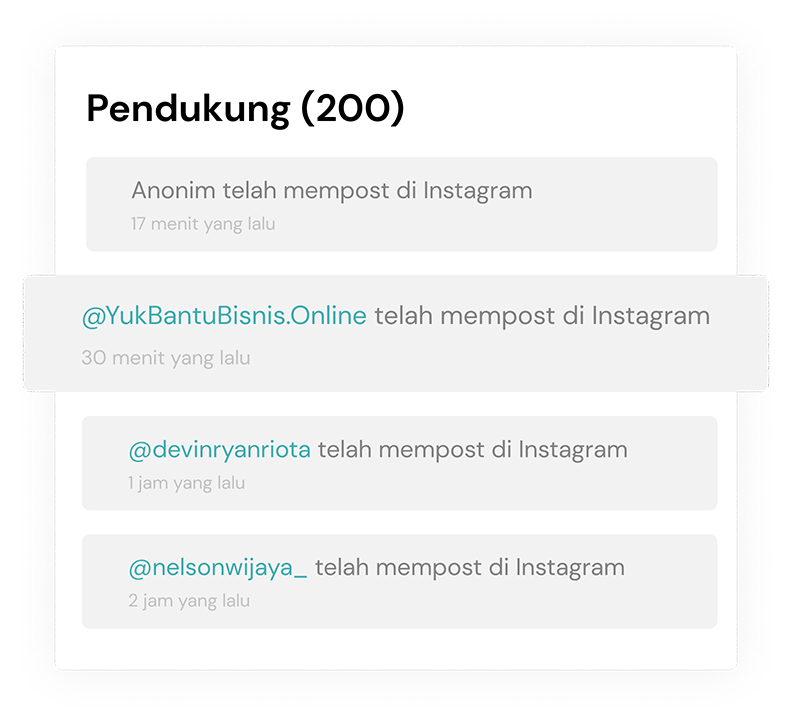 Pendukung (200)
Anonim telah mempost di Instagram
17 menit yang lalu
@YukBantuBisnis.Online telah mempost di Instagram
30 menit yang lalu
@devinryanriota telah mempost di Instagram
1 jam yang lalu
@nelsonwijaya_ telah mempost di Instagram
2 jam yang lalu